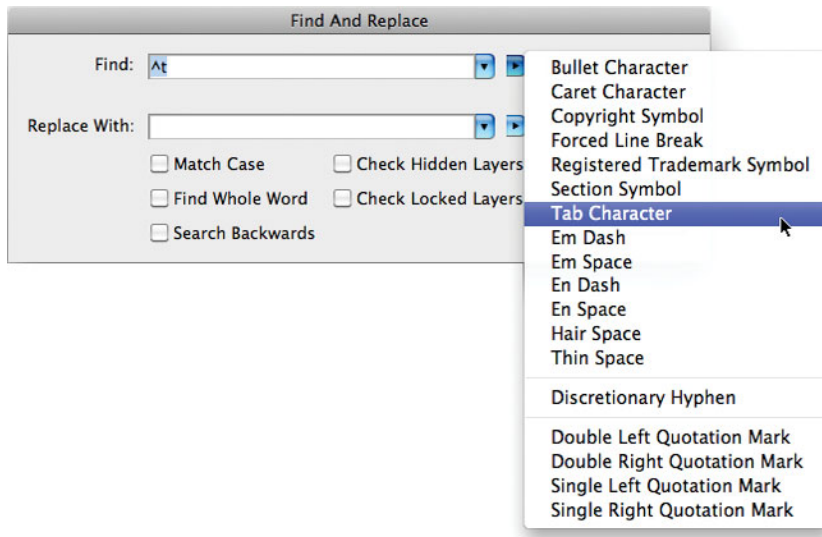 Find And Replace
Find: ^t
Replace With:
Match Case
Check Hidden Layers
Find Whole Word
Check Locked Layers
Search Backwards
Bullet Character
Caret Character
Copyright Symbol
Forced Line Break
Registered Trademark Symbol
Section Symbol
Tab Character
Em Dash
Em Space
En Dash
En Space
Hair Space
Thin Space
Discretionary Hyphen
Double Left Quotation Mark
Double Right Quotation Mark
Single Left Quotation Mark
Single Right Quotation Mark